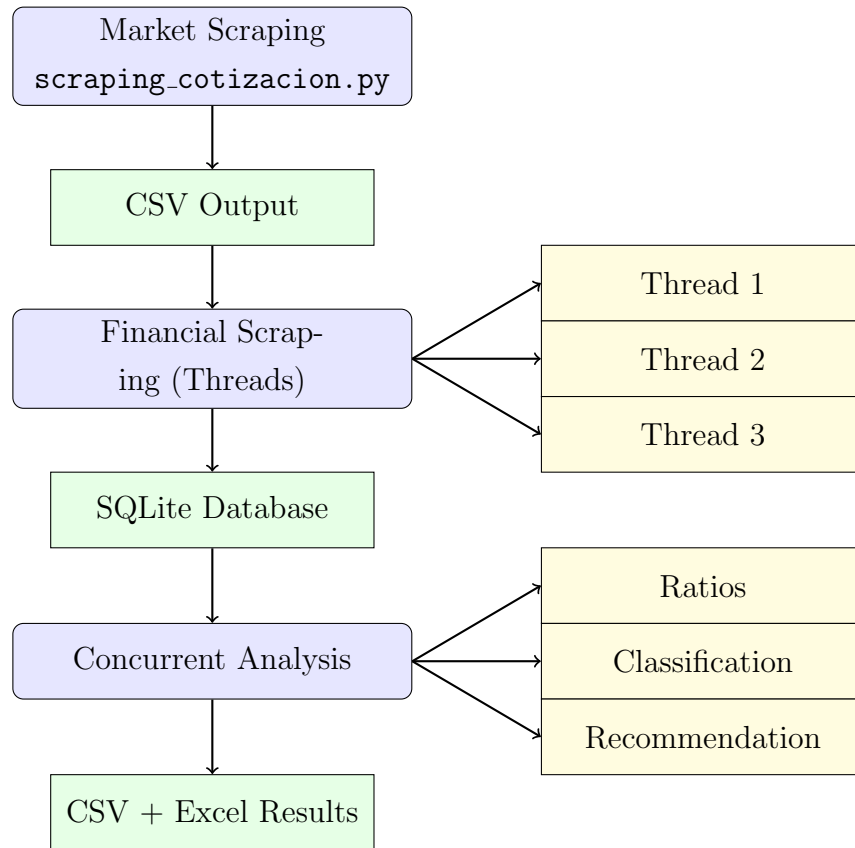 Market Scraping
scraping_cotizacion.py
CSV Output
Financial Scrap-
ing (Threads)
Thread 1
Thread 2
Thread 3
SQLite Database
Concurrent Analysis
Ratios
Classification
Recommendation
CSV + Excel Results